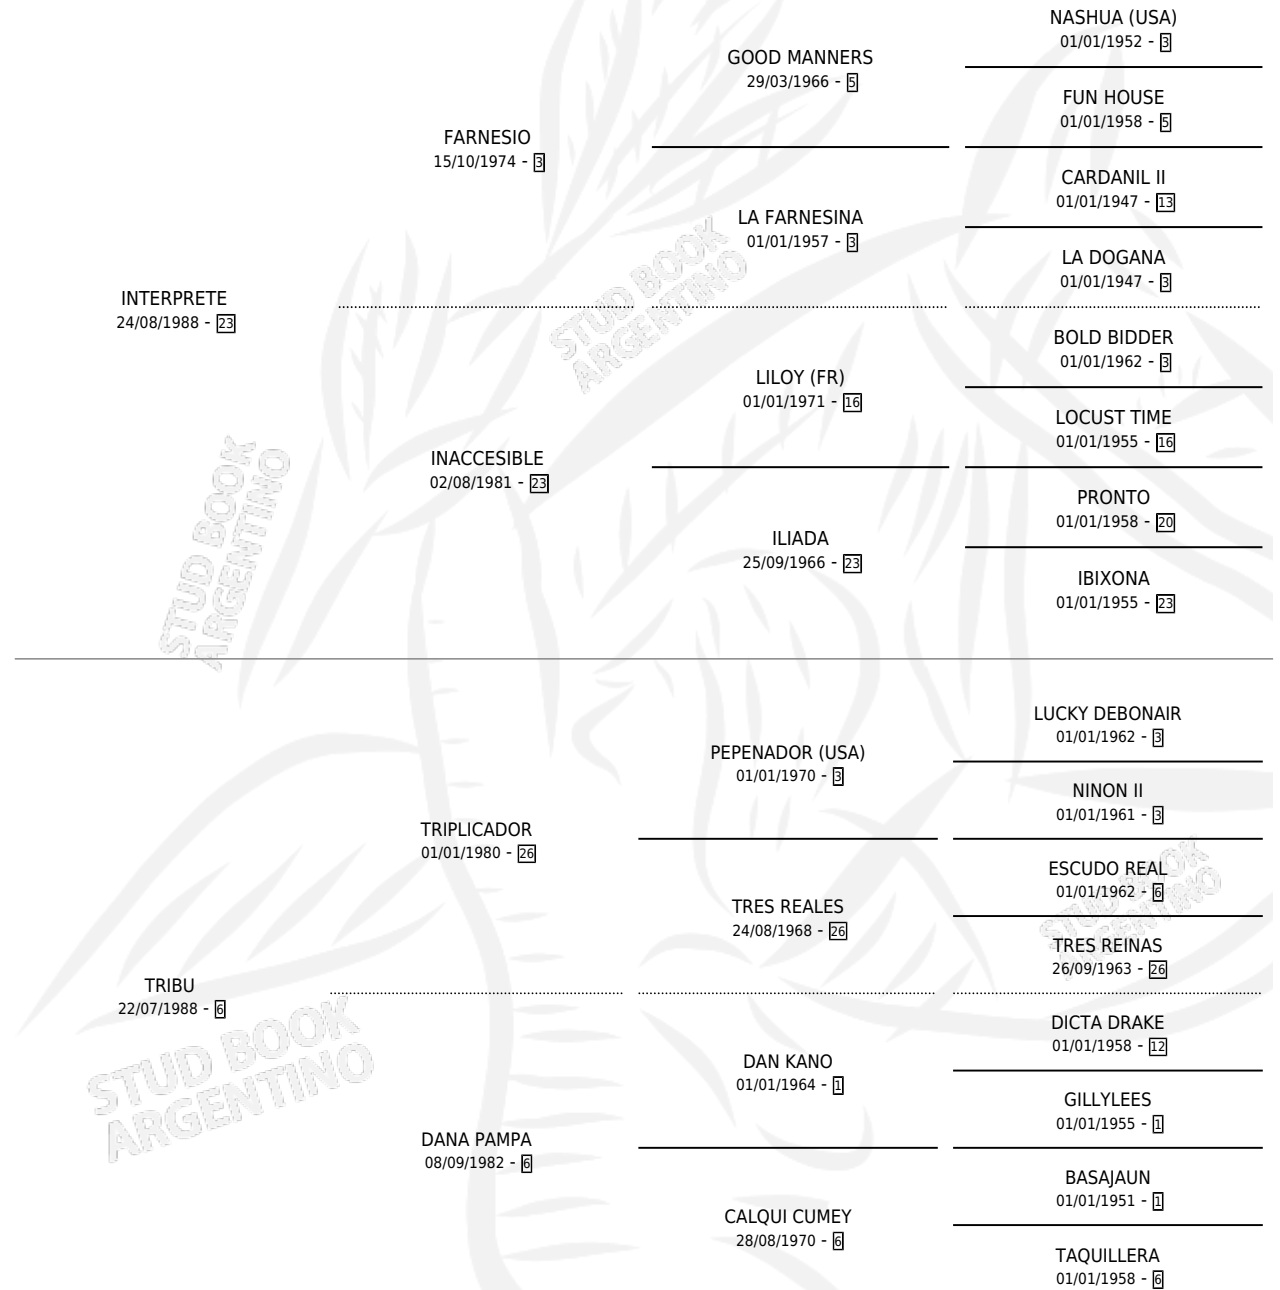 NASHUA (USA)
01/01/1952 - 3
GOOD MANNERS
29/03/1966 - 5
FUN HOUSE
01/01/1958 - 5
FARNESIO
15/10/1974 - 3
CARDANIL II
01/01/1947 - 13
LA FARNESINA
01/01/1957 - 3
LA DOGANA
01/01/1947 - 3
INTERPRETE
24/08/1988 - 23
BOLD BIDDER
01/01/1962 - 3
LILOY (FR)
01/01/1971 - 16
LOCUST TIME
01/01/1955 - 16
INACCESIBLE
02/08/1981 - 23
PRONTO
01/01/1958 - 20
ILIADA
25/09/1966 - 23
IBIXONA
01/01/1955 - 23
LUCKY DEBONAIR
01/01/1962 - 3
PEPENADOR (USA)
01/01/1970 - 3
NINON II
01/01/1961 - 3
TRIPLICADOR
01/01/1980 - 26
ESCUDO REAL
01/01/1962 - 6
TRES REALES
24/08/1968 - 26
TRES REINAS
26/09/1963 - 26
TRIBU
22/07/1988 - 6
DICTA DRAKE
01/01/1958 - 12
DAN KANO
01/01/1964 - 1
GILLYLEES
01/01/1955 - 1
DANA PAMPA
08/09/1982 - 6
BASAJAUN
01/01/1951 - 1
CALQUI CUMEY
28/08/1970 - 6
TAQUILLERA
01/01/1958 - 6
STUD BOOK
ARGENTINO
STUD BOOK
ARGENTINO
STUD BOOK
ARGENTINO
STUD BOOK
ARGENTINO